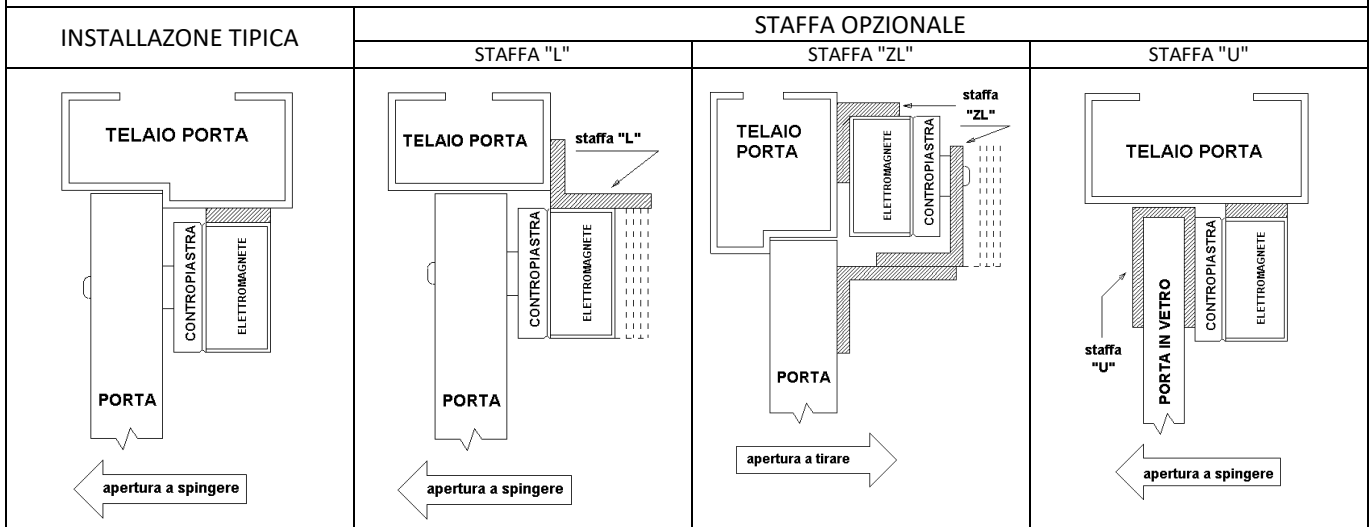 INSTALLAZONE TIPICA
STAFFA OPZIONALE
STAFFA "L"
STAFFA "ZL"
STAFFA "U"
TELAIO PORTA
CONTROPIASTRA
ELETTROMAGNETE
PORTA
apertura a spingere
TELAIO PORTA
staffa "L"
CONTROPIASTRA
ELETTROMAGNETE
PORTA
apertura a spingere
TELAIO
PORTA
staffa
"ZL"
ELETTROMAGNETE
CONTROPIASTRA
PORTA
apertura a tirare
TELAIO PORTA
staffa
"U"
PORTA IN VETRO
CONTROPIASTRA
ELETTROMAGNETE
apertura a spingere